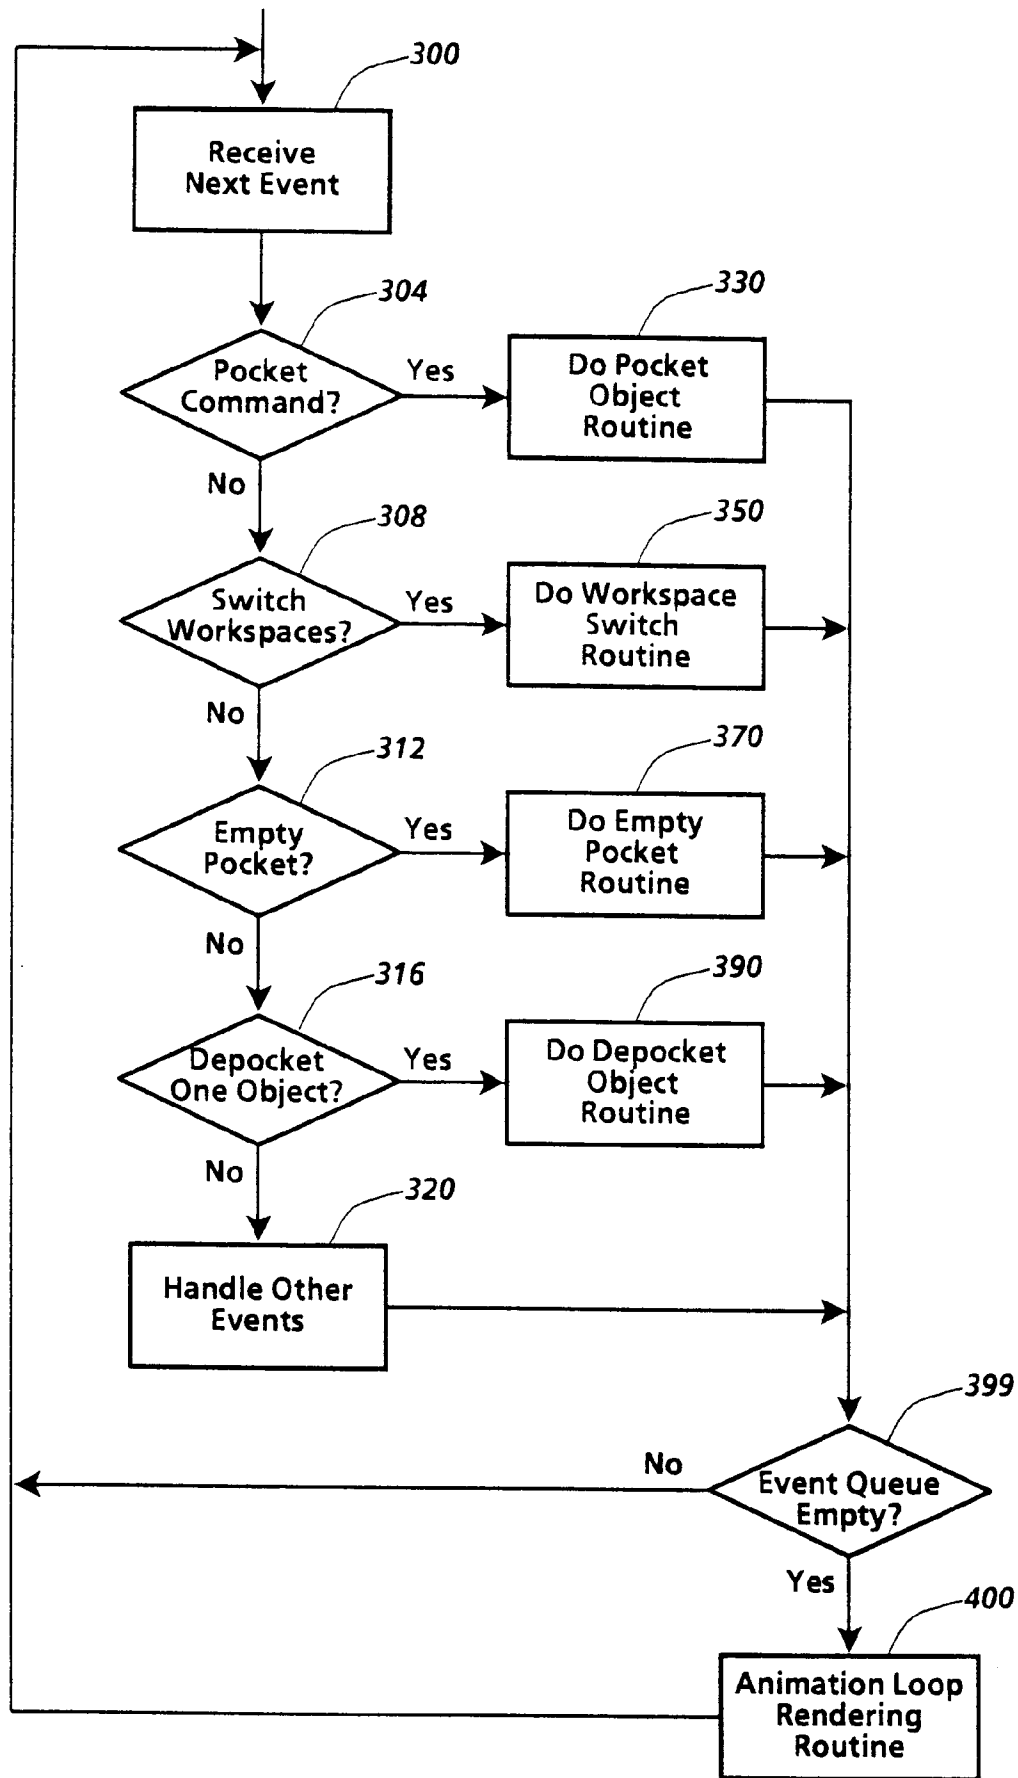 300
Receive
Next Event
304
Pocket
Command?
Yes
No
330
Do Pocket
Object
Routine
308
Switch
Workspaces?
Yes
No
350
Do Workspace
Switch
Routine
312
Empty
Pocket?
Yes
No
370
Do Empty
Pocket
Routine
316
Depocket
One Object?
Yes
No
390
Do Depocket
Object
Routine
320
Handle Other
Events
399
Event Queue
Empty?
No
Yes
400
Animation Loop
Rendering
Routine